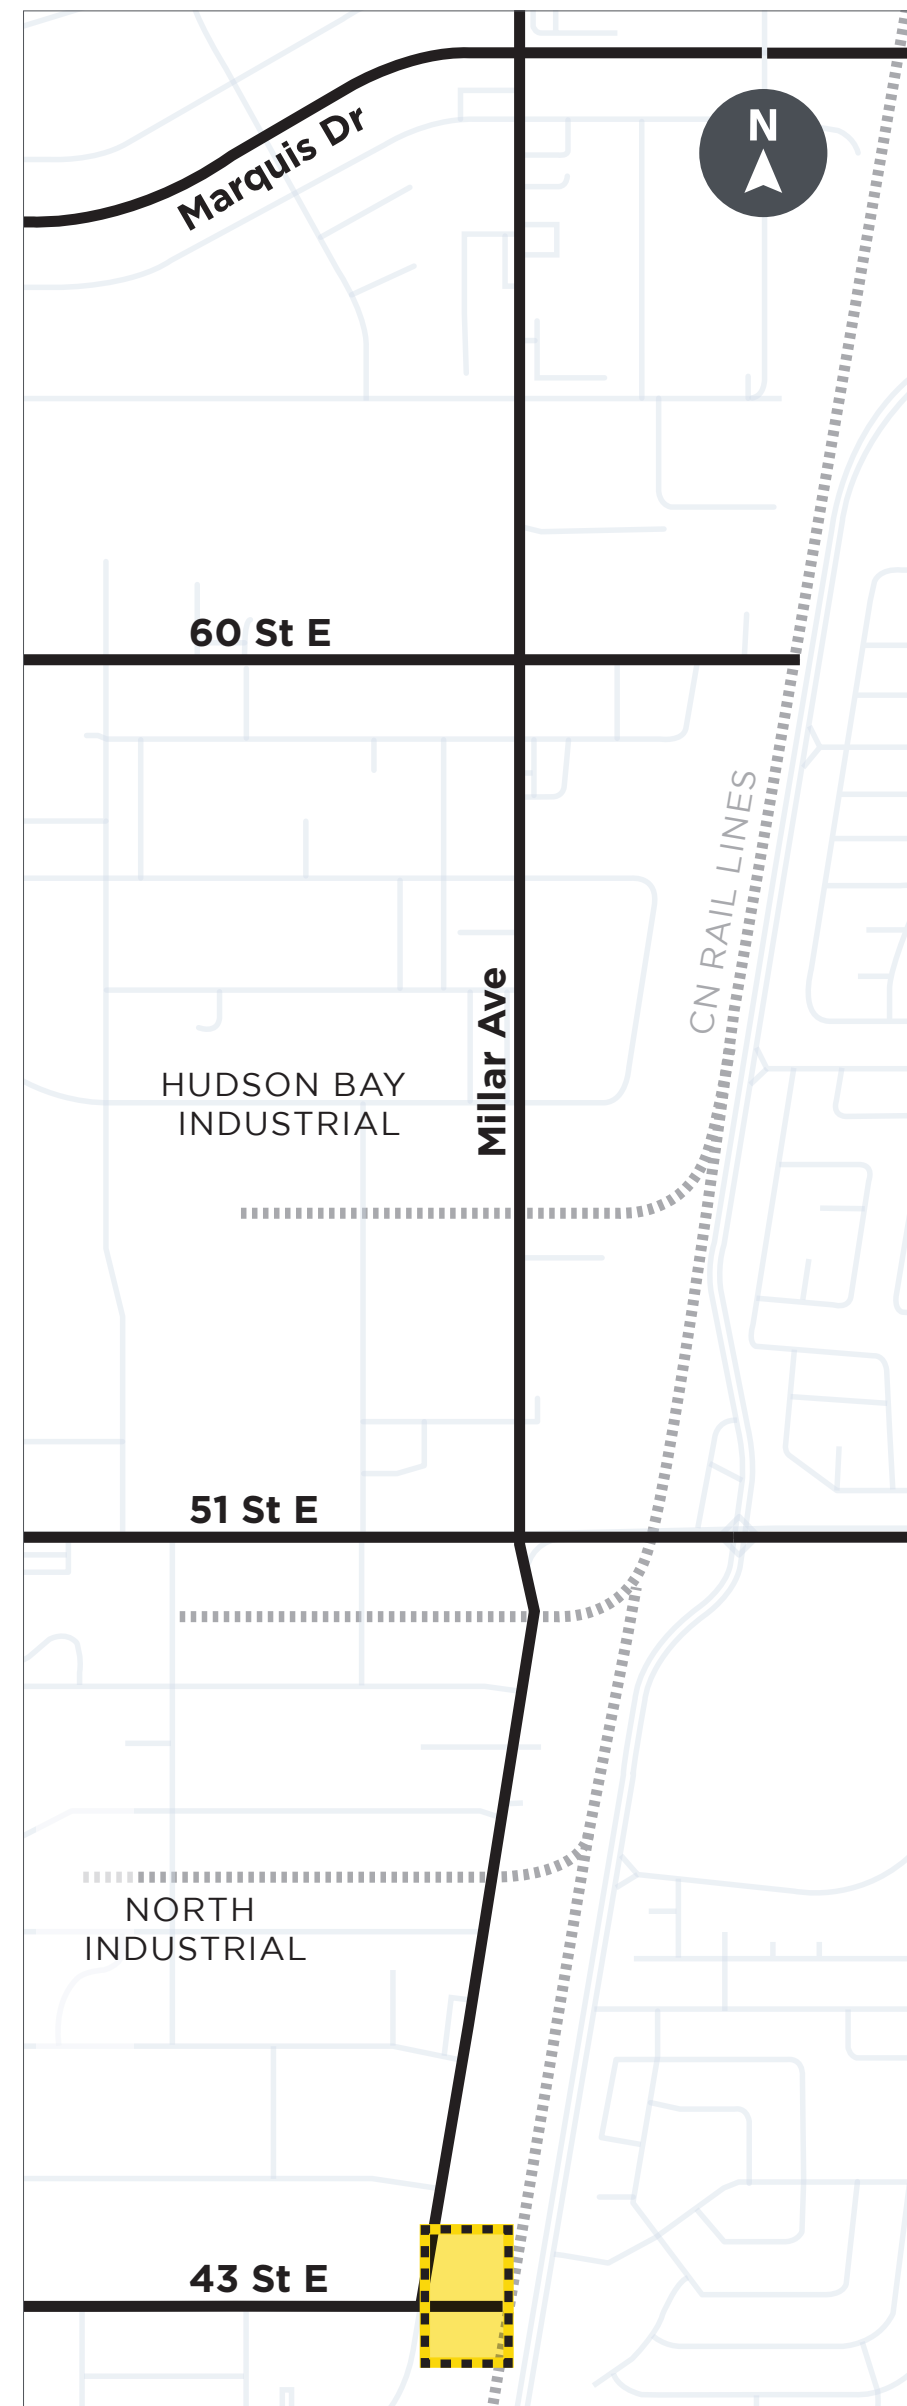 Marquis Dr
N
60 St E
CN RAIL LINES
Millar Ave
HUDSON BAY
INDUSTRIAL
51 St E
NORTH
INDUSTRIAL
43 St E